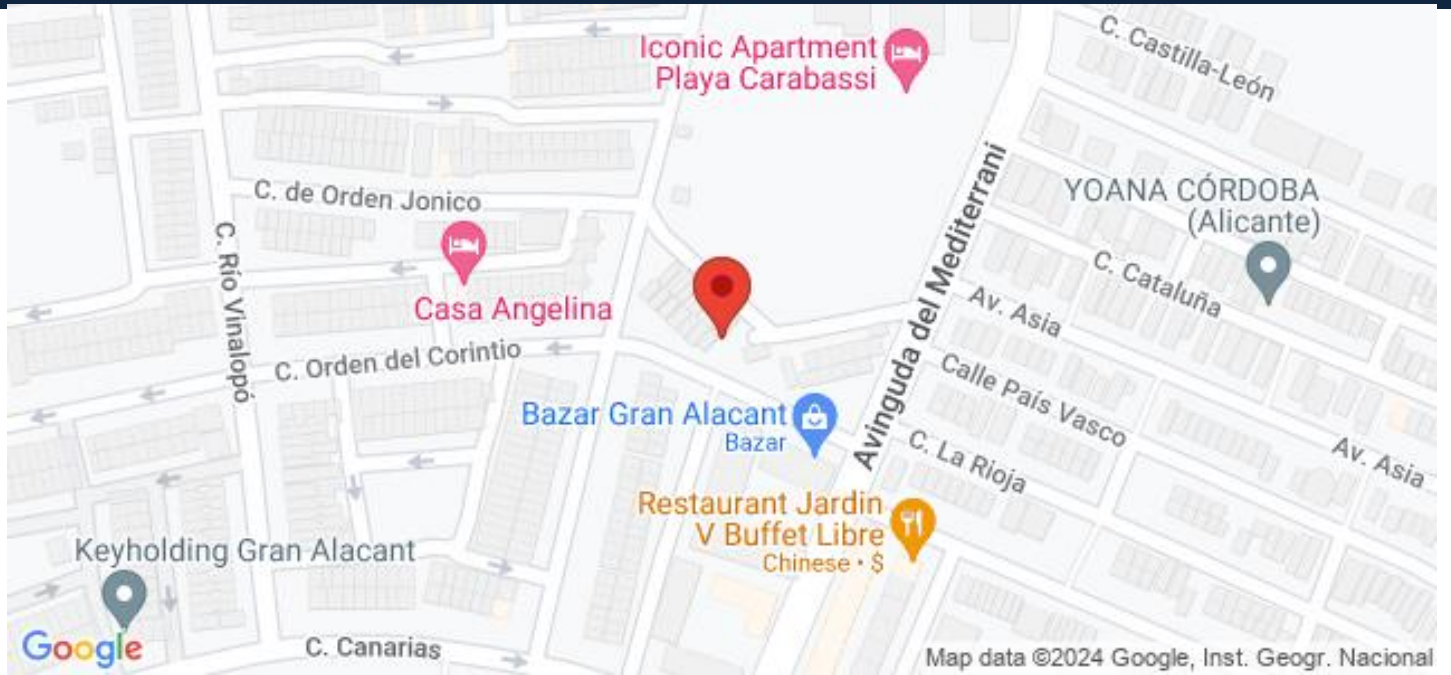 C. Castilla-León
Iconic Apartment
Playa Carabassi
YOANA CÓRDOBA
(Alicante)
C. de Orden Jonico
Avinguda del Mediterrani
C. Río Vinalopó
C. Cataluña
Casa Angelina
Av. Asia
C. Orden del Corintio
Calle País Vasco
Bazar Gran Alacant
Bazar
C. La Rioja
Av. Asia
Restaurant Jardin
V Buffet Libre
Chinese • $
Keyholding Gran Alacant
Google
C. Canarias
Map data ©2024 Google, Inst. Geogr. Nacional